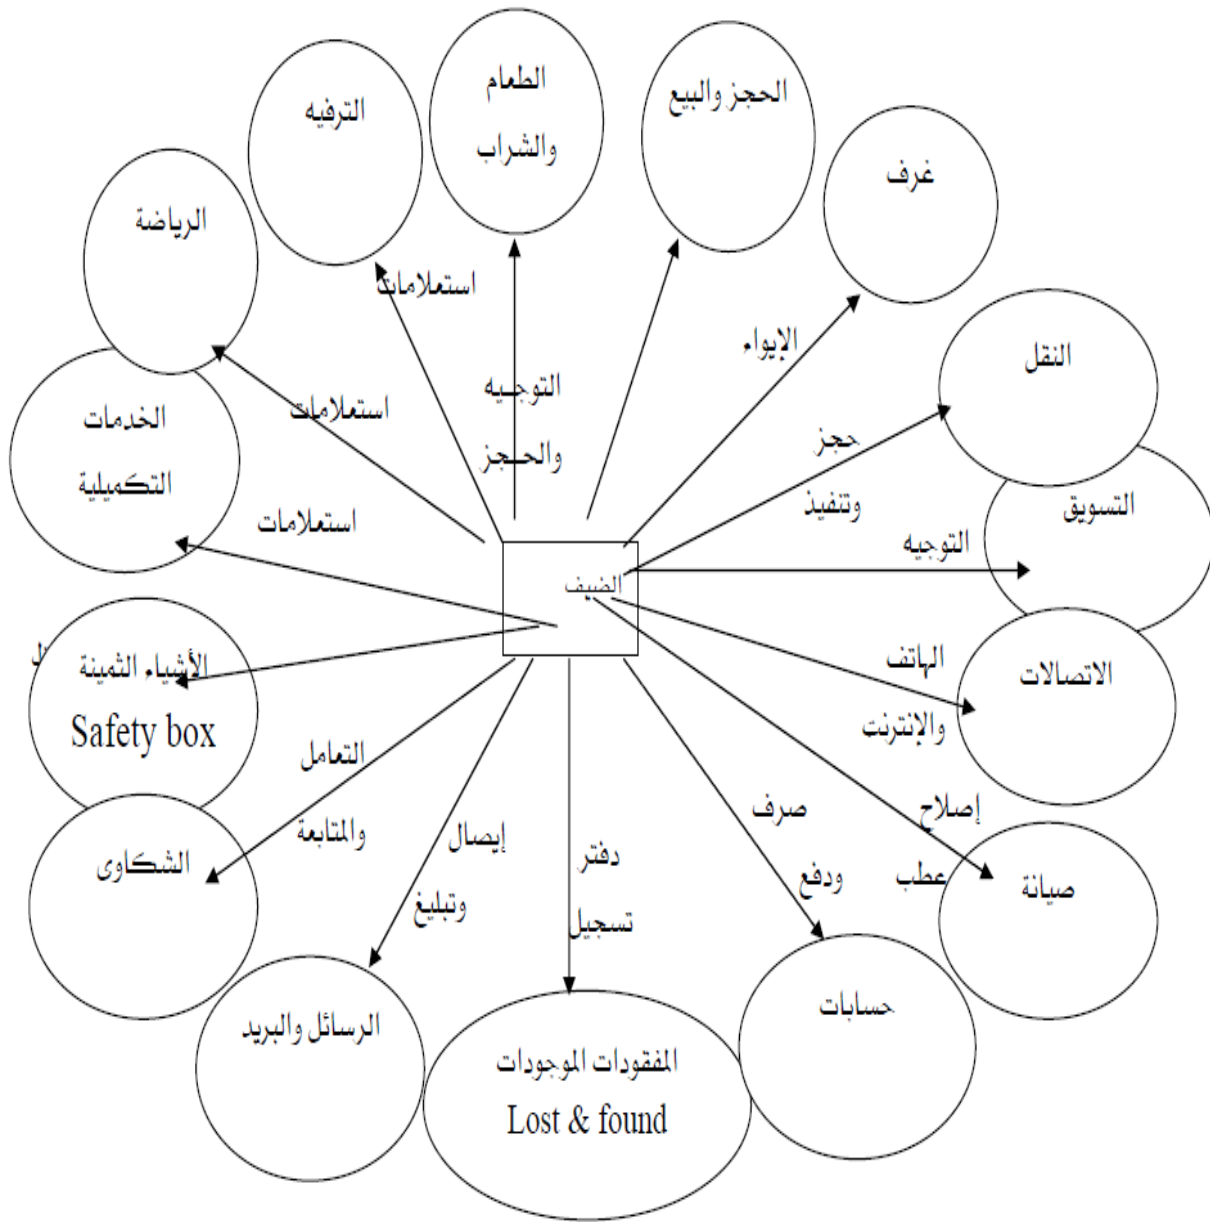 الطعام
والشراب
الحجز والبيع
الترفيه
غرف
الرياضة
استعلامات
الإيواء
النقل
التوجيه
والحجز
استعلامات
حجز
وتنفيذ
الخدمات
التكميلية
استعلامات
التسويق
التوجيه
الضيف
الهاتف
والإنترنت
الاتصالات
الأشياء الثمينة
Safety box
التعامل
والمتابعة
صرف
ودفع
إصلاح
عطب
إيصال
وتبليغ
دفتر
تسجيل
الشكاوى
صيانة
الرسائل والبريد
حسابات
المفقودات الموجودات
Lost & found